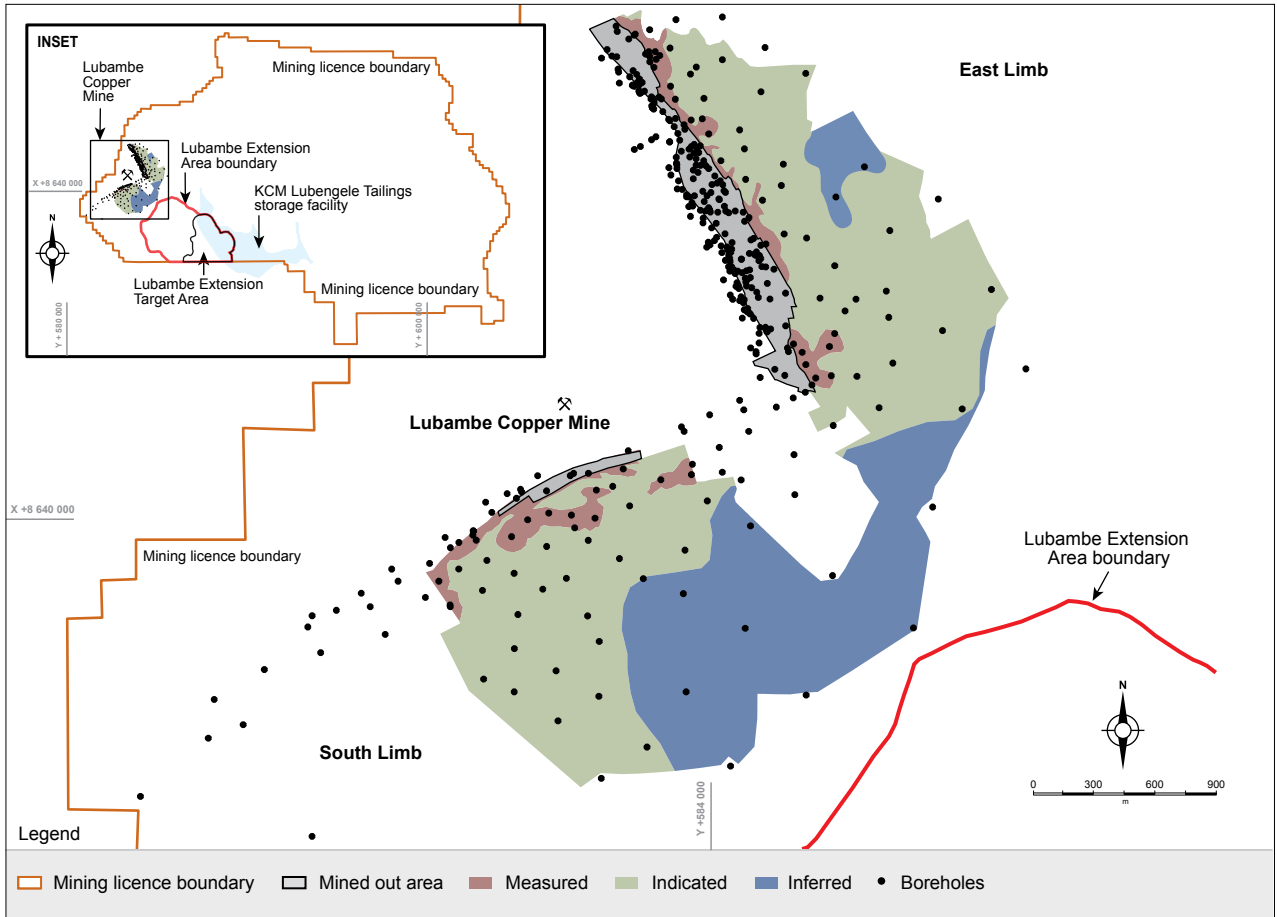 INSET
Lubambe
Copper
Mine
Mining licence boundary
Lubambe Extension
Area boundary
X +8 640 000
KCM Lubengele Tailings
storage facility
N
Lubambe Extension
Target Area
Mining licence boundary
Y + 580 000
Y + 600 000
East Limb
Lubambe Copper Mine
X +8 640 000
Mining licence boundary
Lubambe Extension
Area boundary
N
South Limb
Y +584 000
0 300 600 900
m
Legend
Mining licence boundary Mined out area Measured Indicated Inferred Boreholes